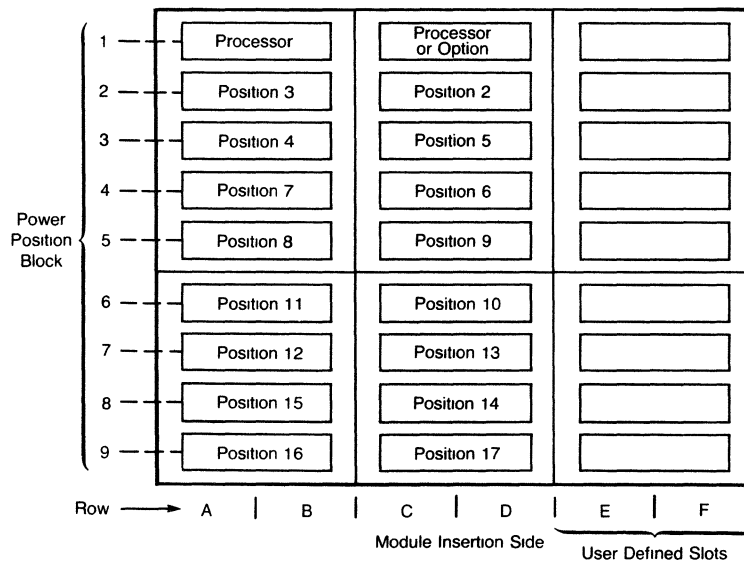 1 Processor Processor
or Option
2 Position 3 Position 2
3 Position 4 Position 5
4 Position 7 Position 6
Power
Position
Block
5 Position 8 Position 9
6 Position 11 Position 10
7 Position 12 Position 13
8 Position 15 Position 14
9 Position 16 Position 17
Row A | B | C | D | E | F
Module Insertion Side
User Defined Slots